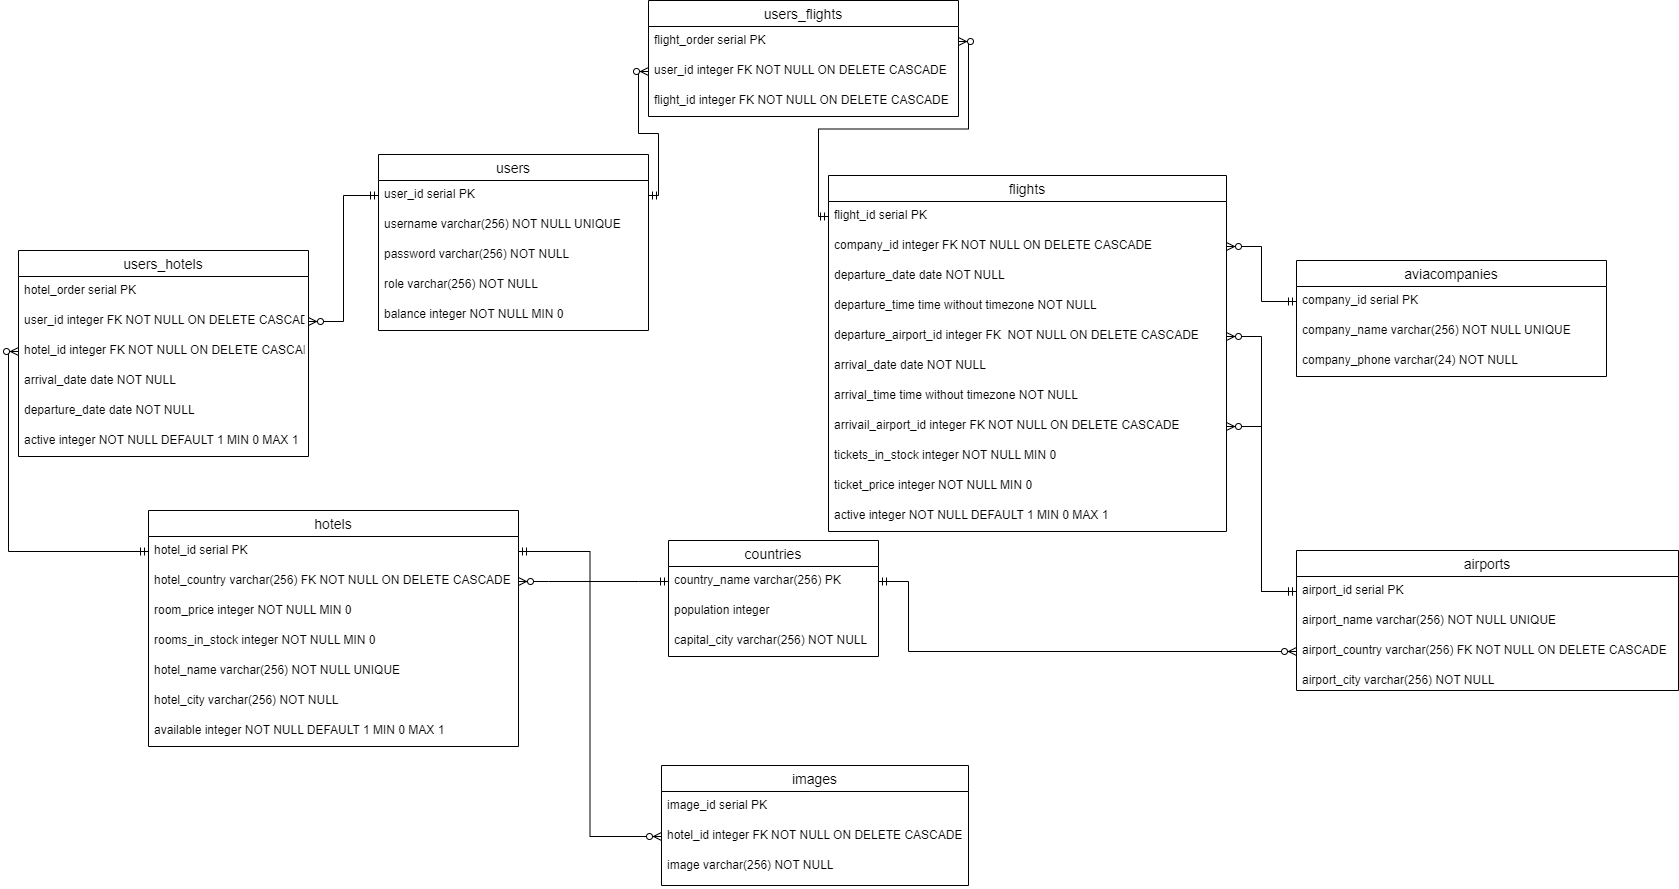 users_flights
flight_order serial PK
user_id integer FK NOT NULL ON DELETE CASCADE
flight_id integer FK NOT NULL ON DELETE CASCADE
users
user_id serial PK
username varchar(256) NOT NULL UNIQUE
password varchar(256) NOT NULL
role varchar(256) NOT NULL
balance integer NOT NULL MIN 0
flights
flight_id serial PK
company_id integer FK NOT NULL ON DELETE CASCADE
departure_date date NOT NULL
departure_time time without timezone NOT NULL
departure_airport_id integer FK  NOT NULL ON DELETE CASCADE
arrival_date date NOT NULL
arrival_time time without timezone NOT NULL
arrivail_airport_id integer FK NOT NULL ON DELETE CASCADE
tickets_in_stock integer NOT NULL MIN 0
ticket_price integer NOT NULL MIN 0
active integer NOT NULL DEFAULT 1 MIN 0 MAX 1
users_hotels
hotel_order serial PK
user_id integer FK NOT NULL ON DELETE CASCAD
hotel_id integer FK NOT NULL ON DELETE CASCA
arrival_date date NOT NULL
departure_date date NOT NULL
active integer NOT NULL DEFAULT 1 MIN 0 MAX 1
aviacompanies
company_id serial PK
company_name varchar(256) NOT NULL UNIQUE
company_phone varchar(24) NOT NULL
hotels
hotel_id serial PK
hotel_country varchar(256) FK NOT NULL ON DELETE CASCADE
room_price integer NOT NULL MIN 0
rooms_in_stock integer NOT NULL MIN 0
hotel_name varchar(256) NOT NULL UNIQUE
hotel_city varchar(256) NOT NULL
available integer NOT NULL DEFAULT 1 MIN 0 MAX 1
countries
country_name varchar(256) PK
population integer
capital_city varchar(256) NOT NULL
airports
airport_id serial PK
airport_name varchar(256) NOT NULL UNIQUE
airport_country varchar(256) FK NOT NULL ON DELETE CASCADE
airport_city varchar(256) NOT NULL
images
image_id serial PK
hotel_id integer FK NOT NULL ON DELETE CASCADE
image varchar(256) NOT NULL